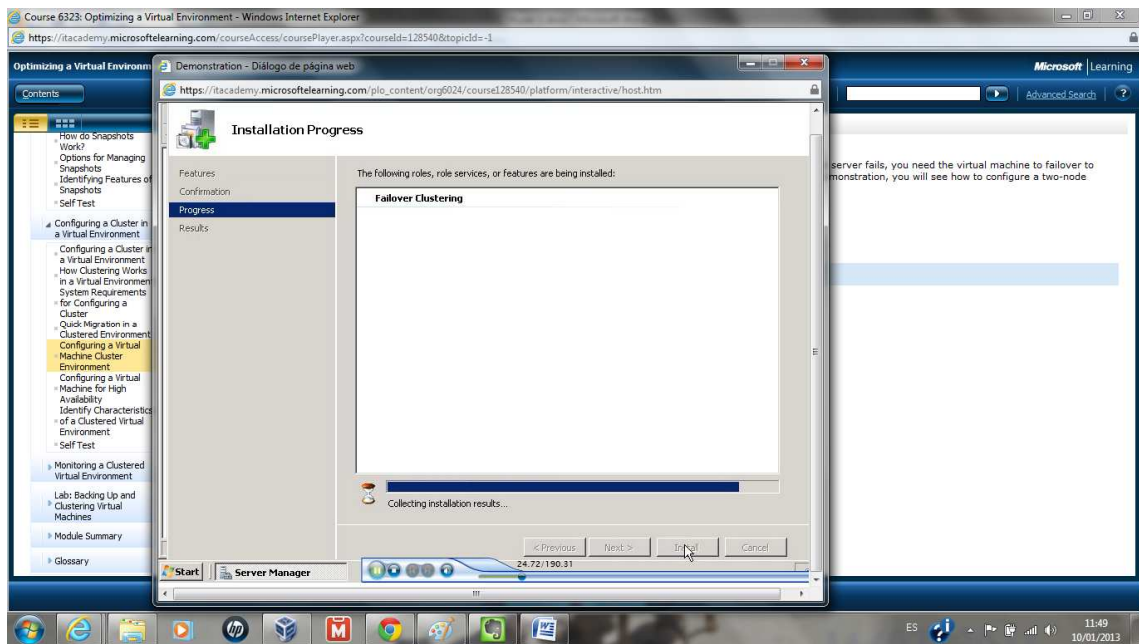 Course 6323: Optimizing a Virtual Environment - Windows Internet Explorer
https://itacademy.microsoftelearning.com/courseAccess/coursePlayer.aspx?courseId=128540&topicId=-1
Optimizing a Virtual Environm
Microsoft Learning
Contents
Advanced Search
?
How do Snapshots
Work?
Options for Managing
Snapshots
Identifying Features of
Snapshots
Self Test
Configuring a Cluster in
a Virtual Environment
Configuring a Cluster in
a Virtual Environment
How Clustering Works
in a Virtual Environment
System Requirements
for Configuring a
Cluster
Quick Migration in a
Clustered Environment
Configuring a Virtual
Machine Cluster
Environment
Configuring a Virtual
Machine for High
Availability
Identify Characteristics
of a Clustered Virtual
Environment
Self Test
Monitoring a Clustered
Virtual Environment
Lab: Backing Up and
Clustering Virtual
Machines
Module Summary
Glossary
Demonstration - Diálogo de página web
https://itacademy.microsoftelearning.com/plo_content/org6024/course128540/platform/interactive/host.htm
Installation Progress
Features
Confirmation
Progress
Results
The following roles, role services, or features are being installed:
Failover Clustering
Collecting installation results...
< Previous
Next >
Install
Cancel
Start
Server Manager
24.72/190.31
server fails, you need the virtual machine to failover to
monstration, you will see how to configure a two-node
ES
11:49
10/01/2013